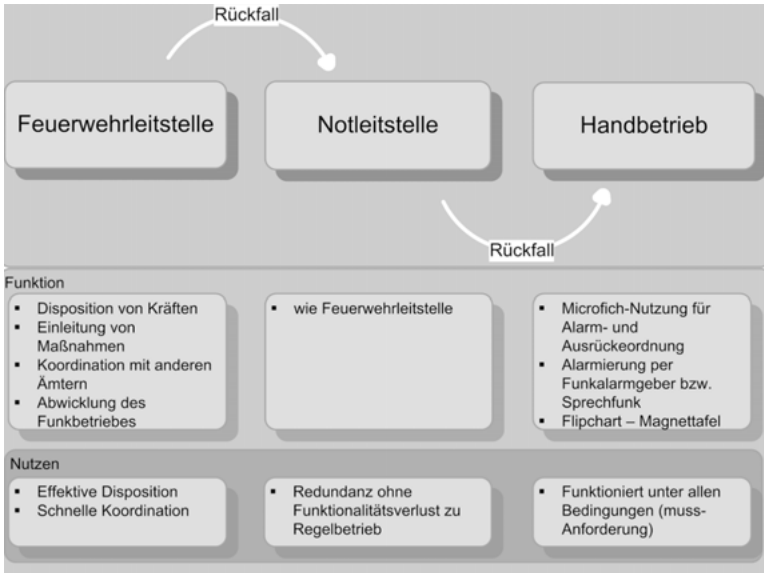 Rückfall
Feuerwehrleitstelle
Notleitstelle
Handbetrieb
Rückfall
Funktion
▪ Disposition von Kräften
▪ Einleitung von
Maßnahmen
▪ Koordination mit anderen
Ämtern
▪ Abwicklung des
Funkbetriebes
▪ wie Feuerwehrleitstelle
▪ Microfich-Nutzung für
Alarm- und
Ausrückeordnung
▪ Alarmierung per
Funkalarmgeber bzw.
Sprechfunk
▪ Flipchart – Magnettafel
Nutzen
▪ Effektive Disposition
▪ Schnelle Koordination
▪ Redundanz ohne
Funktionalitätsverlust zu
Regelbetrieb
▪ Funktioniert unter allen
Bedingungen (muss-
Anforderung)